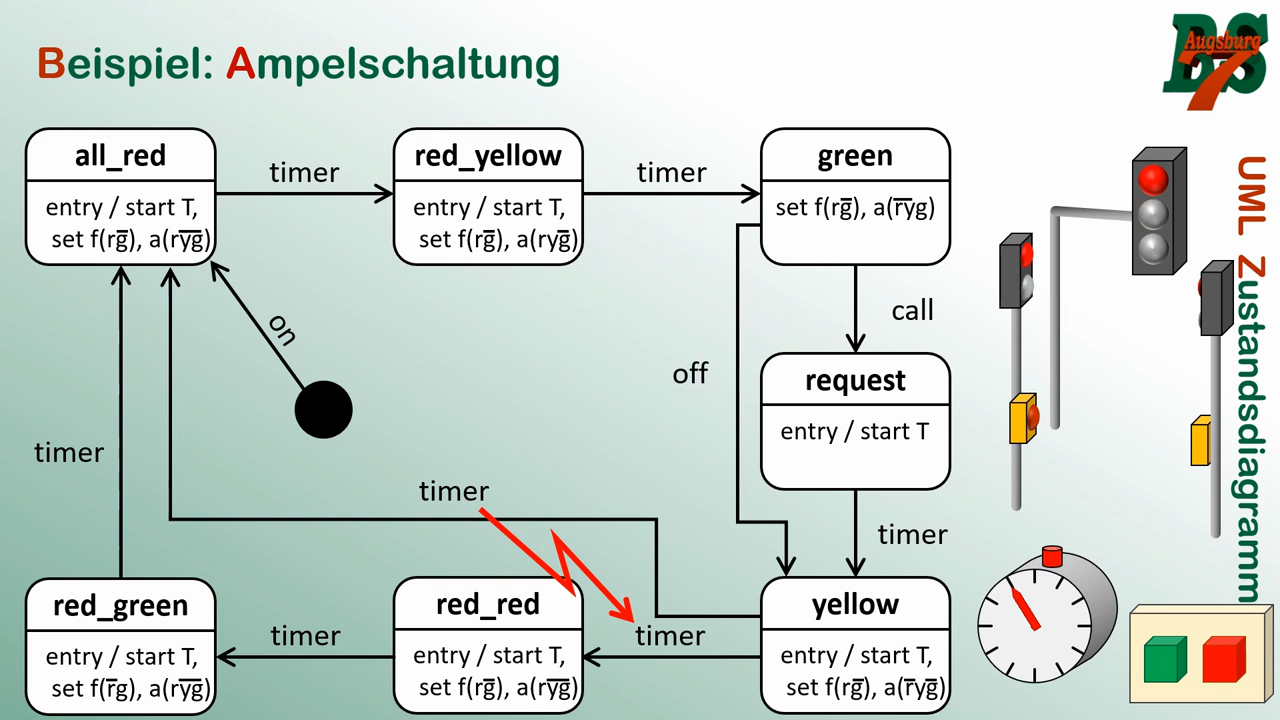 Beispiel: Ampelschaltung
BS
Augsburg
7
all_red
entry / start T,
set f(rg̅), a(ry̅g̅)
timer
red_yellow
entry / start T,
set f(rg̅), a(ryg̅)
timer
green
set f(rg̅), a(r̅y̅g)
on
call
off
request
entry / start T
timer
timer
timer
red_green
entry / start T,
set f(r̅g), a(ry̅g̅)
timer
red_red
entry / start T,
set f(rg̅), a(ry̅g̅)
timer
yellow
entry / start T,
set f(rg̅), a(r̅yg̅)
UML Zustandsdiagramm